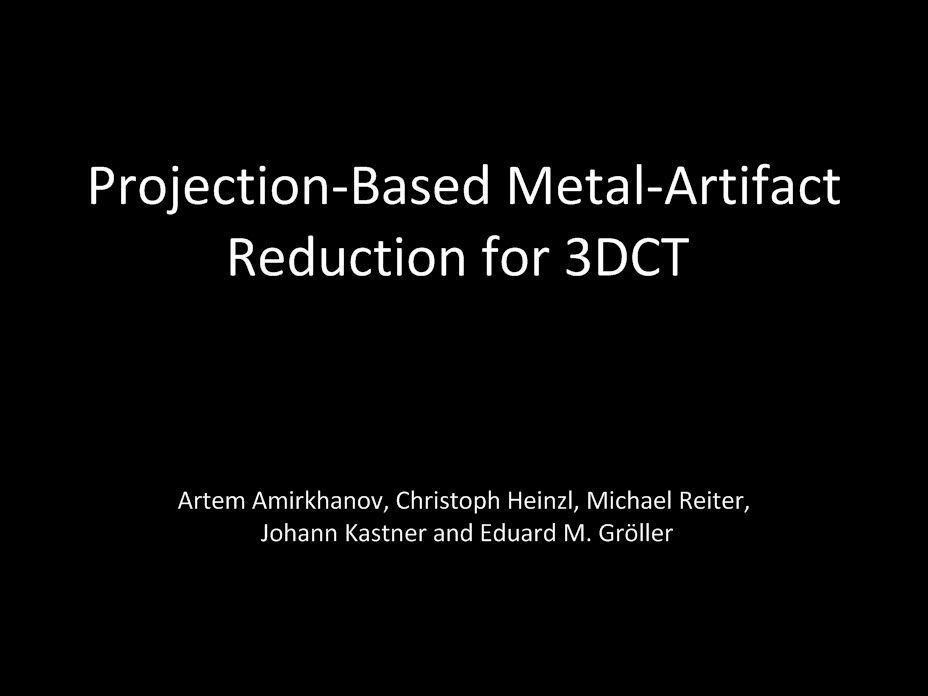 Projection-Based Metal-Artifact
Reduction for 3DCT
Artem Amirkhanov, Christoph Heinzl, Michael Reiter,
Johann Kastner and Eduard M. Gröller